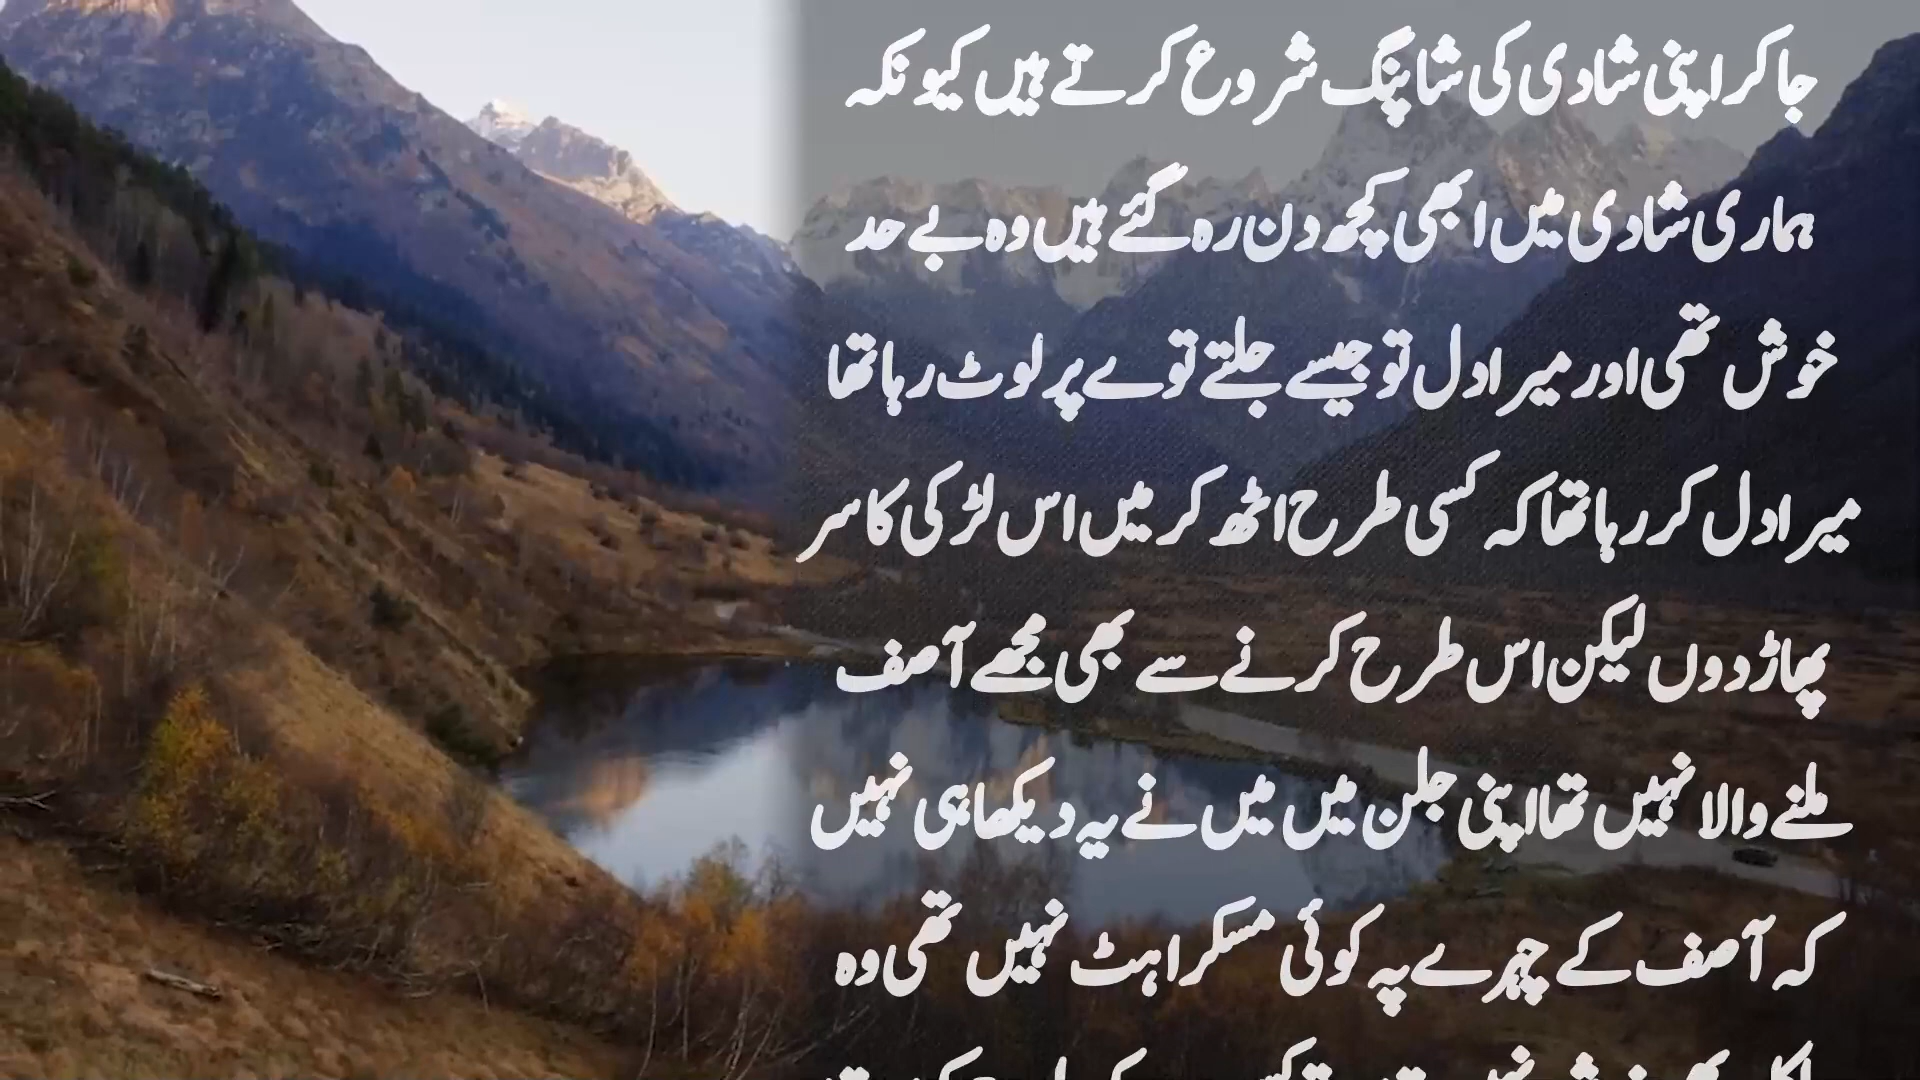 جا کر اپنی شادی کی شاپنگ شروع کرتے ہیں کیونکہ
ہماری شادی میں ابھی کچھ دن رہ گئے ہیں وہ بے حد
خوش تھی اور میرا دل تو جیسے جلتے توے پر لوٹ رہا تھا
میرا دل کر رہا تھا کہ کسی طرح اٹھ کر میں اس لڑکی کا سر
پھاڑ دوں لیکن اس طرح کرنے سے بھی مجھے آصف
ملنے والا نہیں تھا اپنی جلن میں میں نے یہ دیکھا ہی نہیں
کہ آصف کے چہرے پہ کوئی مسکراہٹ نہیں تھی وہ